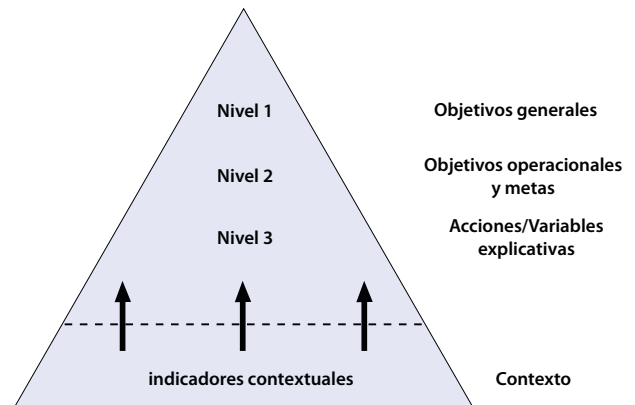 Nivel 1
Objetivos generales
Nivel 2
Objetivos operacionales
y metas
Nivel 3
Acciones/Variables
explicativas
indicadores contextuales
Contexto